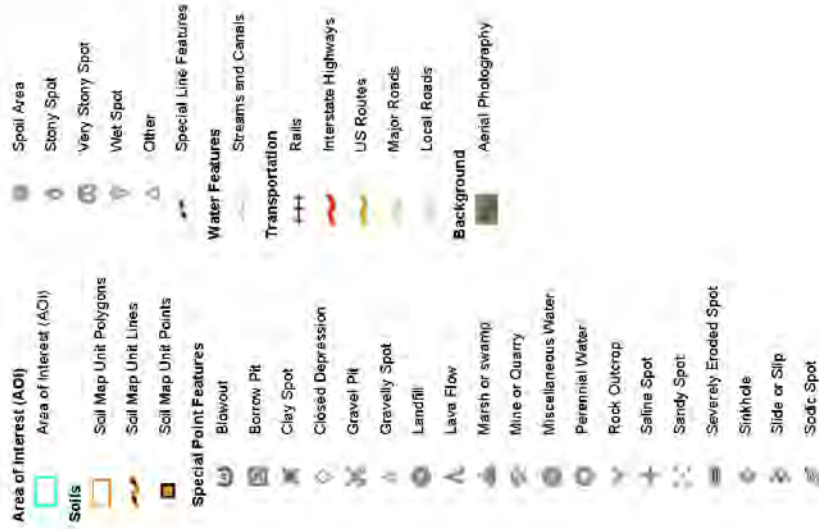 Area of Interest (AOI)
Area of Interest (AOI)
Soils
Soil Map Unit Polygons
Soil Map Unit Lines
Soil Map Unit Points
Special Point Features
Blowout
Borrow Pit
Clay Spot
Closed Depression
Gravel Pit
Gravelly Spot
Landfill
Lava Flow
Marsh or swamp
Mine or Quarry
Miscellaneous Water
Perennial Water
Rock Outcrop
Saline Spot
Sandy Spot
Severely Eroded Spot
Sinkhole
Slide or Slip
Sodic Spot
Spoil Area
Stony Spot
Very Stony Spot
Wet Spot
Other
Special Line Features
Water Features
Streams and Canals
Transportation
Rails
Interstate Highways
US Routes
Major Roads
Local Roads
Background
Aerial Photography